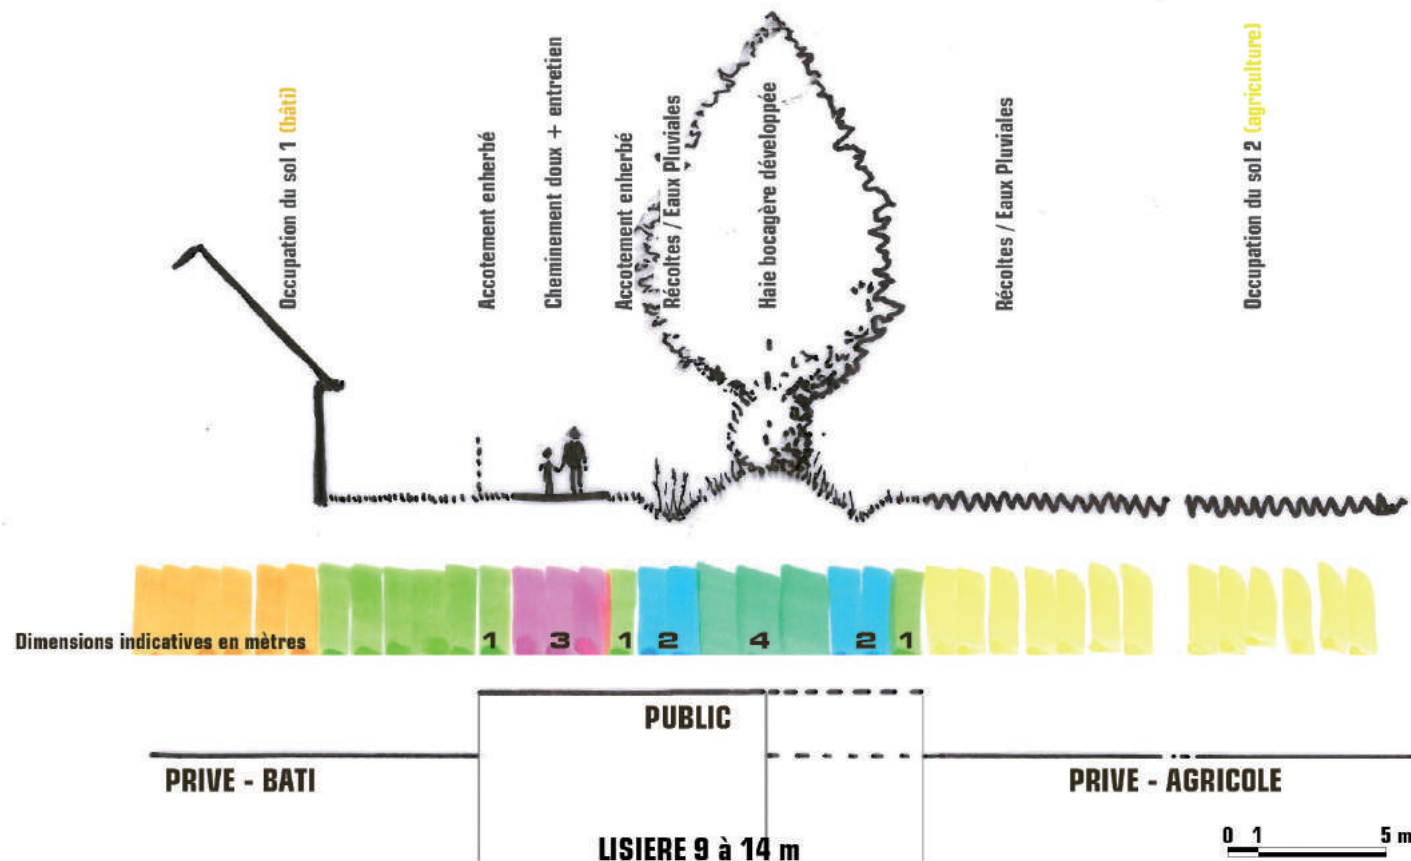 Occupation du sol 1 (bâti)
Accotement enherbé
Cheminement doux + entretien
Accotement enherbé
Récoltes / Eaux Pluviales
Haie bocagère développée
Récoltes / Eaux Pluviales
Occupation du sol 2 (agriculture)
Dimensions indicatives en mètres
1 3 1 2 4 2 1
PUBLIC
PRIVE - BATI
PRIVE - AGRICOLE
LISIERE 9 à 14 m
0 1 5 m